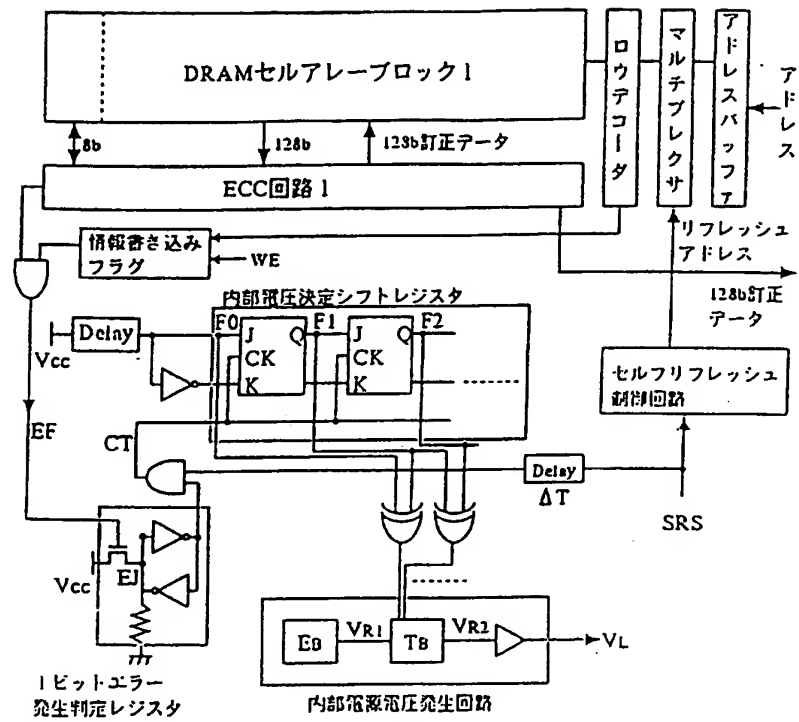 DRAMセルアレーブロック1
ロウデコーダ
マルチプレクサ
アドレスバッファ
アドレス
8b
128b
123b訂正データ
ECC回路 1
情報書き込み
フラグ
WE
リフレッシュ
アドレス
128b訂正
データ
内部電圧決定シフトレジスタ
Vcc
Delay
F0
J
Q
CK
K
F1
J
Q
CK
K
F2
セルフリフレッシュ
制御回路
EF
CT
Delay
ΔT
SRS
Vcc
EJ
EB
VR1
TB
VR2
VL
1ビットエラー
発生判定レジスタ
内部電源電圧発生回路